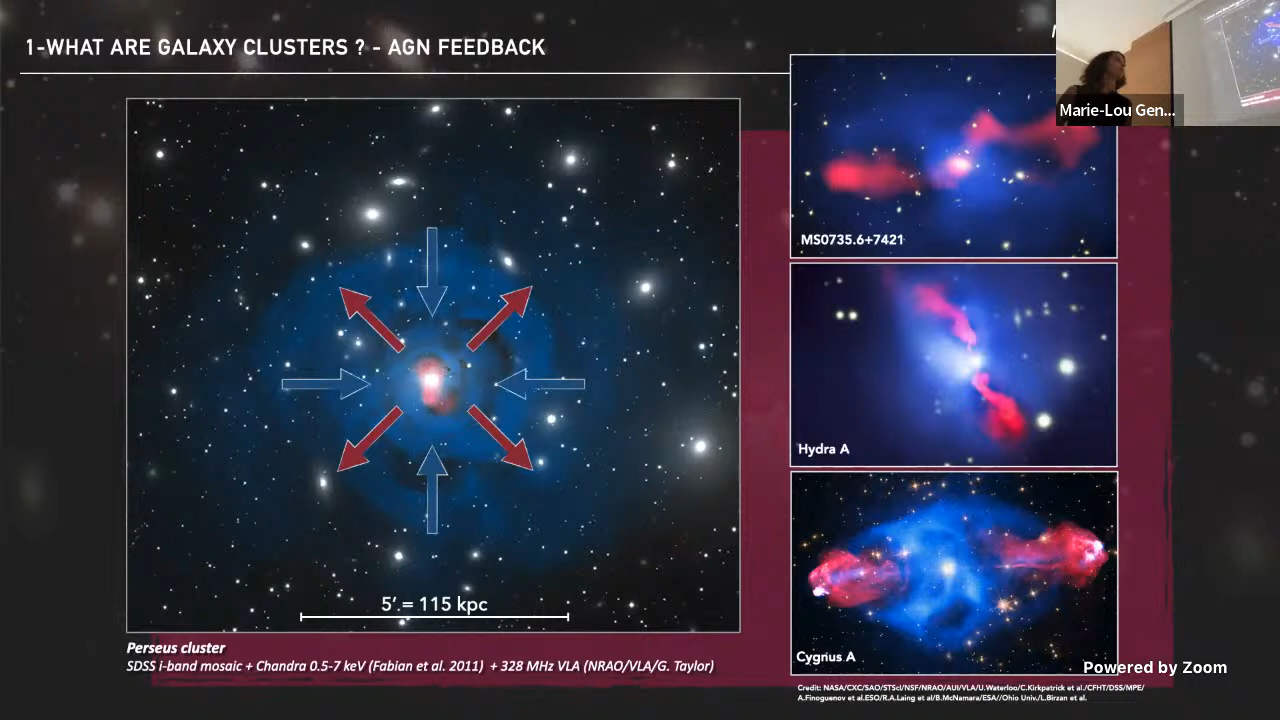 1-WHAT ARE GALAXY CLUSTERS ? - AGN FEEDBACK
Marie-Lou Gen...
MS0735.6+7421
Hydra A
5’ = 115 kpc
Cygnus A
Perseus cluster
SDSS i-band mosaic + Chandra 0.5-7 keV (Fabian et al. 2011) + 328 MHz VLA (NRAO/VLA/G. Taylor)
Powered by Zoom
Credit: NASA/CXC/SAO/STScI/NSF/NRAO/AUI/VLA/U.Waterloo/C.Kirkpatrick et al./CFHT/DSS/MPE/
A.Finoguenov et al.ESO/R.A.Laing et al/B.McNamara/ESA//Ohio Univ./L.Birzan et al.